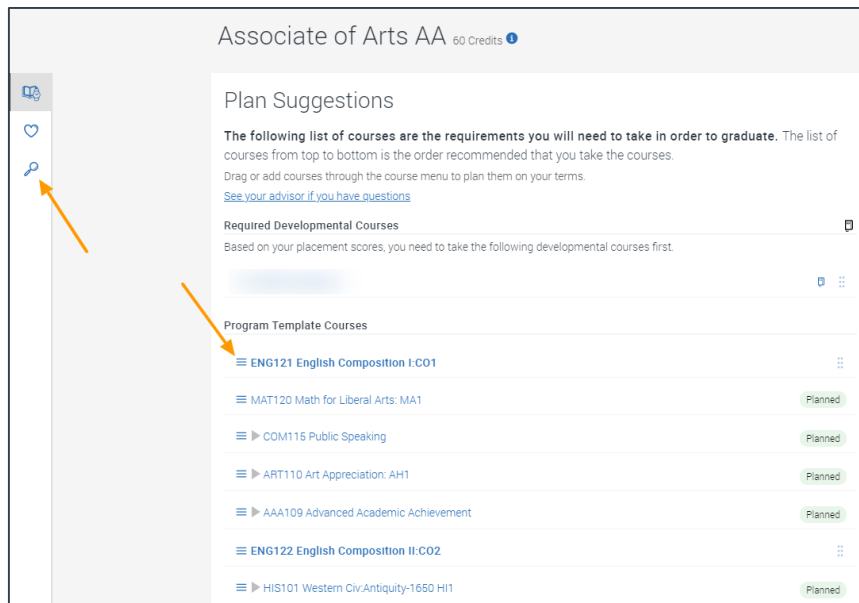 Associate of Arts AA 60 Credits
Plan Suggestions
The following list of courses are the requirements you will need to take in order to graduate. The list of
courses from top to bottom is the order recommended that you take the courses.
Drag or add courses through the course menu to plan them on your terms.
See your advisor if you have questions
Required Developmental Courses
Based on your placement scores, you need to take the following developmental courses first.
Program Template Courses
ENG121 English Composition I:CO1
MAT120 Math for Liberal Arts: MA1 Planned
COM115 Public Speaking Planned
ART110 Art Appreciation: AH1 Planned
AAA109 Advanced Academic Achievement Planned
ENG122 English Composition II:CO2
HIS101 Western Civ:Antiquity-1650 HI1 Planned